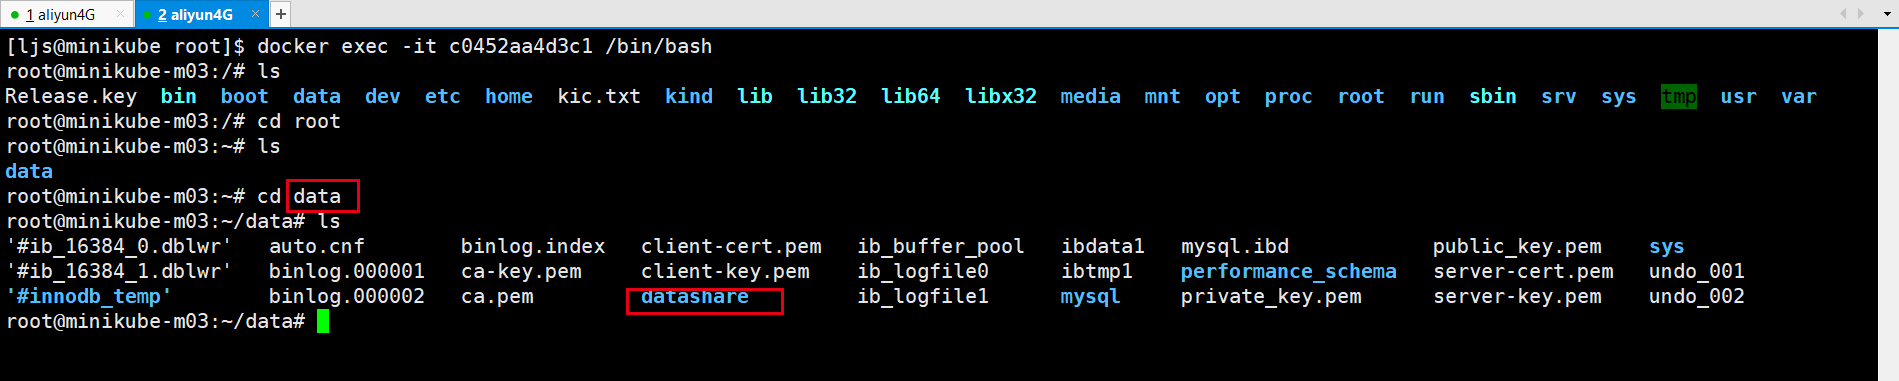 1 aliyun4G × 2 aliyun4G × +
[ljs@minikube root]$ docker exec -it c0452aa4d3c1 /bin/bash
root@minikube-m03:/# ls
Release.key bin boot data dev etc home kic.txt kind lib lib32 lib64 libx32 media mnt opt proc root run sbin srv sys tmp usr var
root@minikube-m03:/# cd root
root@minikube-m03:~# ls
data
root@minikube-m03:~# cd data
root@minikube-m03:~/data# ls
'#ib_16384_0.dblwr' auto.cnf binlog.index client-cert.pem ib_buffer_pool ibdata1 mysql.ibd public_key.pem sys
'#ib_16384_1.dblwr' binlog.000001 ca-key.pem client-key.pem ib_logfile0 ibtmp1 performance_schema server-cert.pem undo_001
'#innodb_temp' binlog.000002 ca.pem datashare ib_logfile1 mysql private_key.pem server-key.pem undo_002
root@minikube-m03:~/data#